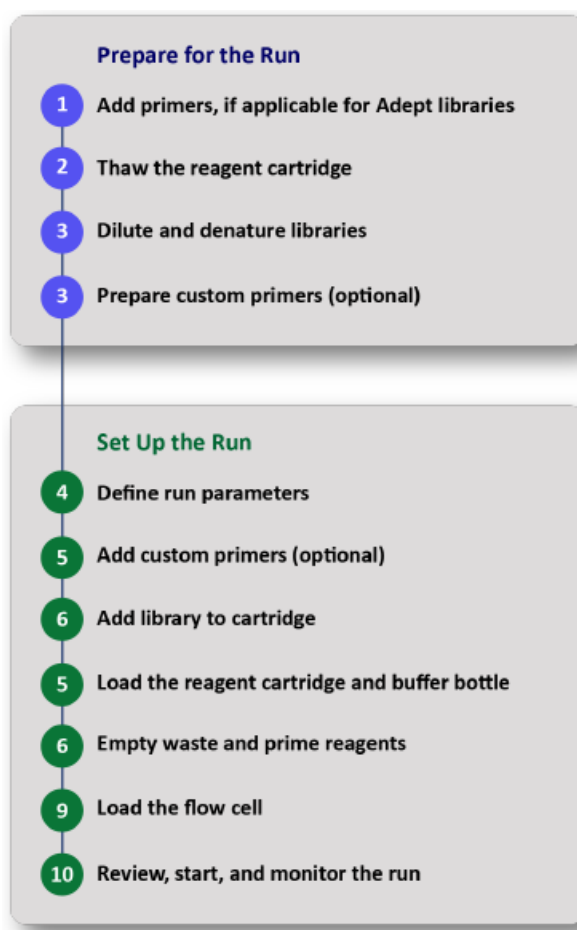 Prepare for the Run
1 Add primers, if applicable for Adept libraries
2 Thaw the reagent cartridge
3 Dilute and denature libraries
3 Prepare custom primers (optional)
Set Up the Run
4 Define run parameters
5 Add custom primers (optional)
6 Add library to cartridge
5 Load the reagent cartridge and buffer bottle
6 Empty waste and prime reagents
9 Load the flow cell
10 Review, start, and monitor the run